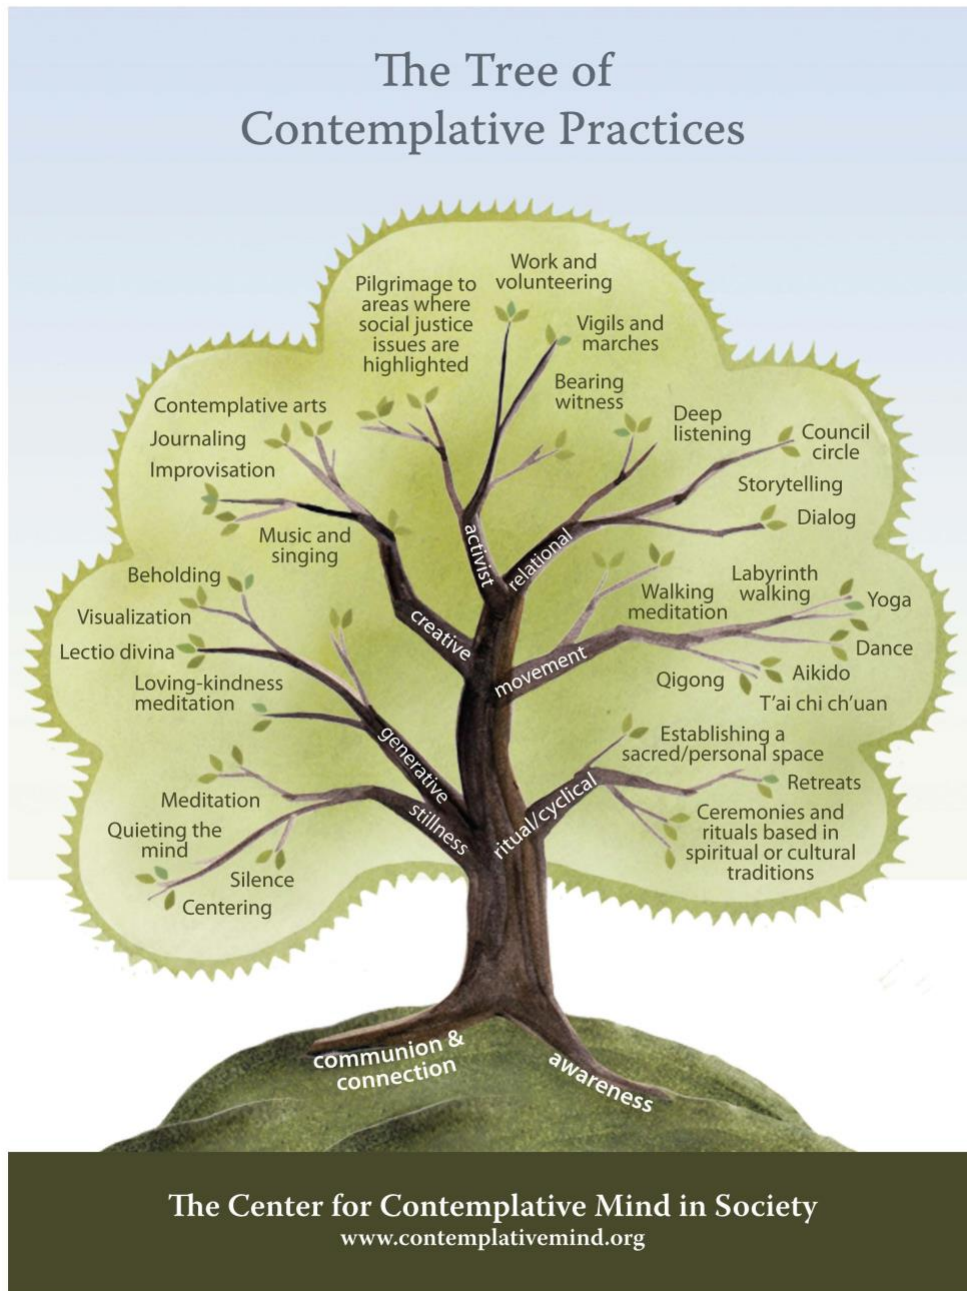 The Tree of
Contemplative Practices
Work and
volunteering
Pilgrimage to
areas where
social justice
issues are
highlighted
Vigils and
marches
Bearing
witness
Contemplative arts
Journaling
Improvisation
Music and
singing
activist
Deep
listening
Council
circle
Storytelling
Dialog
relational
Beholding
Visualization
Lectio divina
Loving-kindness
meditation
creative
generative
Walking
meditation
Labyrinth
walking
Yoga
Dance
Aikido
Qigong
T'ai chi ch'uan
movement
Meditation
Quieting the
mind
Silence
Centering
stillness
Establishing a
sacred/personal space
Retreats
Ceremonies and
rituals based in
spiritual or cultural
traditions
ritual/cyclical
communion &
connection
awareness
The Center for Contemplative Mind in Society
www.contemplativemind.org